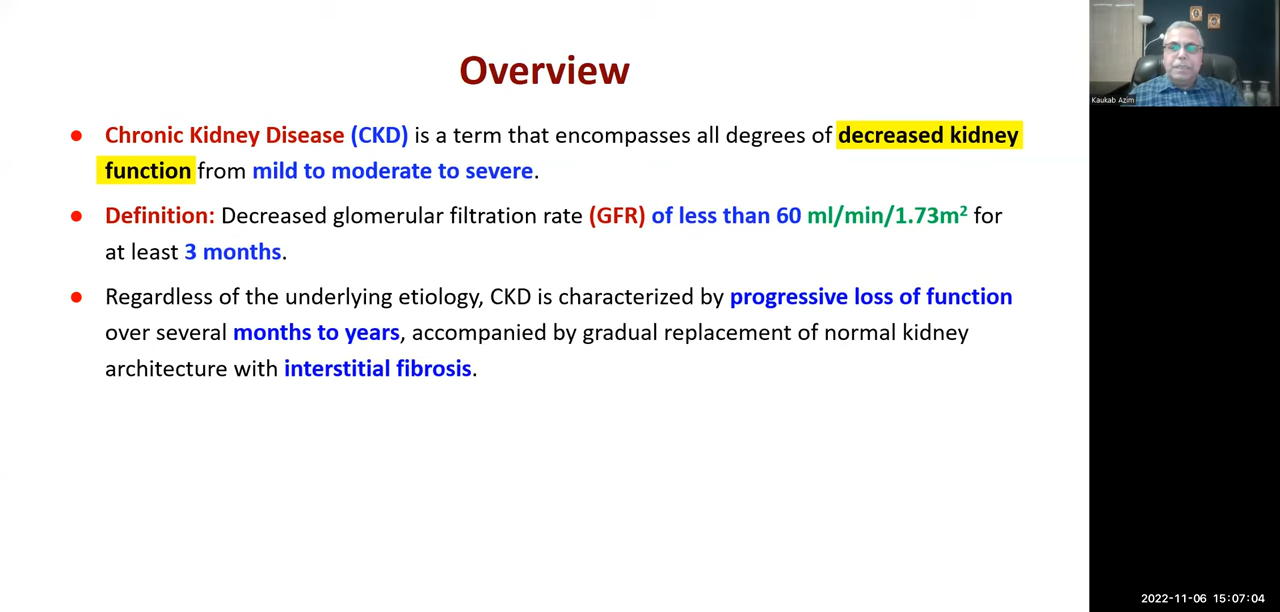 Overview
● Chronic Kidney Disease (CKD) is a term that encompasses all degrees of decreased kidney
function from mild to moderate to severe.
● Definition: Decreased glomerular filtration rate (GFR) of less than 60 ml/min/1.73m² for
at least 3 months.
● Regardless of the underlying etiology, CKD is characterized by progressive loss of function
over several months to years, accompanied by gradual replacement of normal kidney
architecture with interstitial fibrosis.
Kaukab Azim
2022-11-06 15:07:04